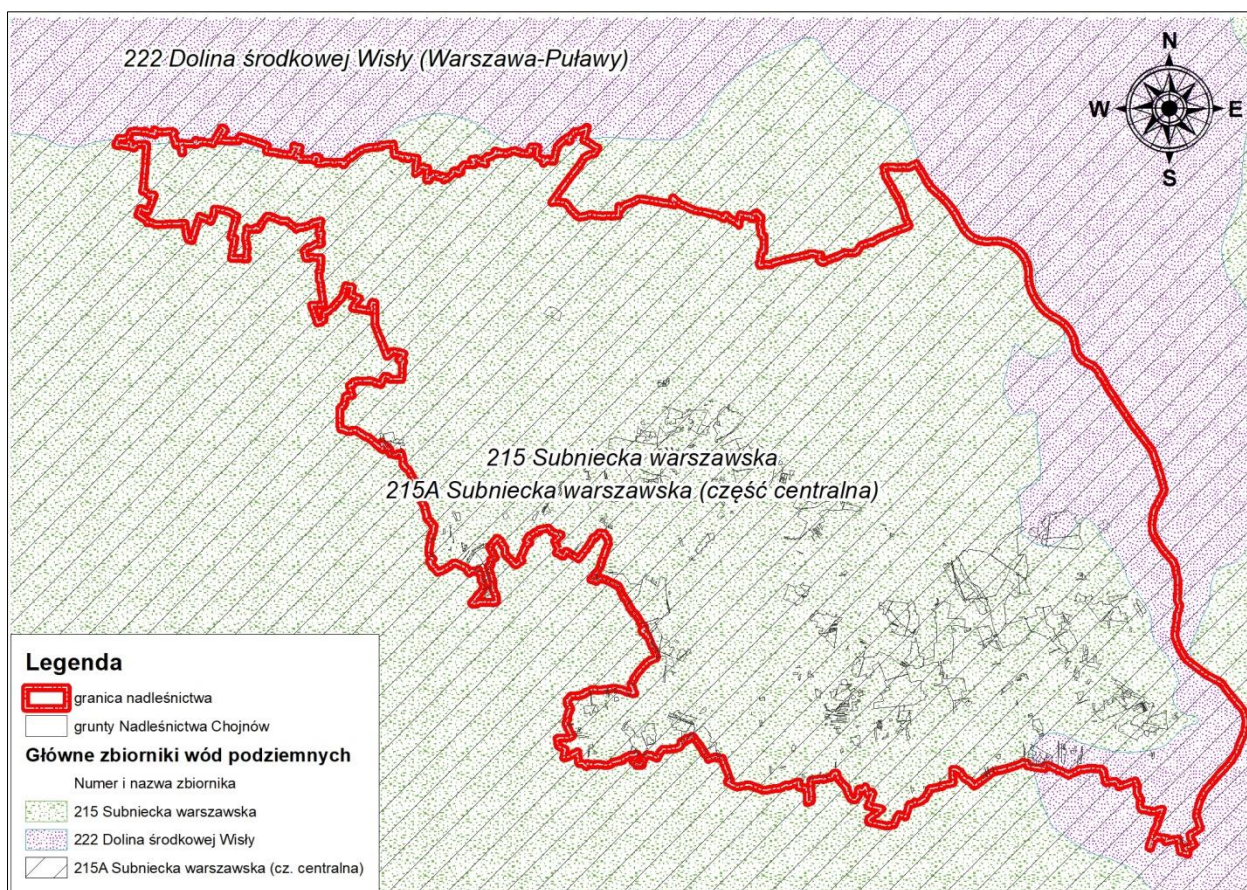 222 Dolina środkowej Wisły (Warszawa-Puławy)
N
W
E
S
215 Subniecka warszawska
215A Subniecka warszawska (część centralna)
Legenda
granica nadleśnictwa
grunty Nadleśnictwa Chojnów
Główne zbiorniki wód podziemnych
Numer i nazwa zbiornika
215 Subniecka warszawska
222 Dolina środkowej Wisły
215A Subniecka warszawska (cz. centralna)